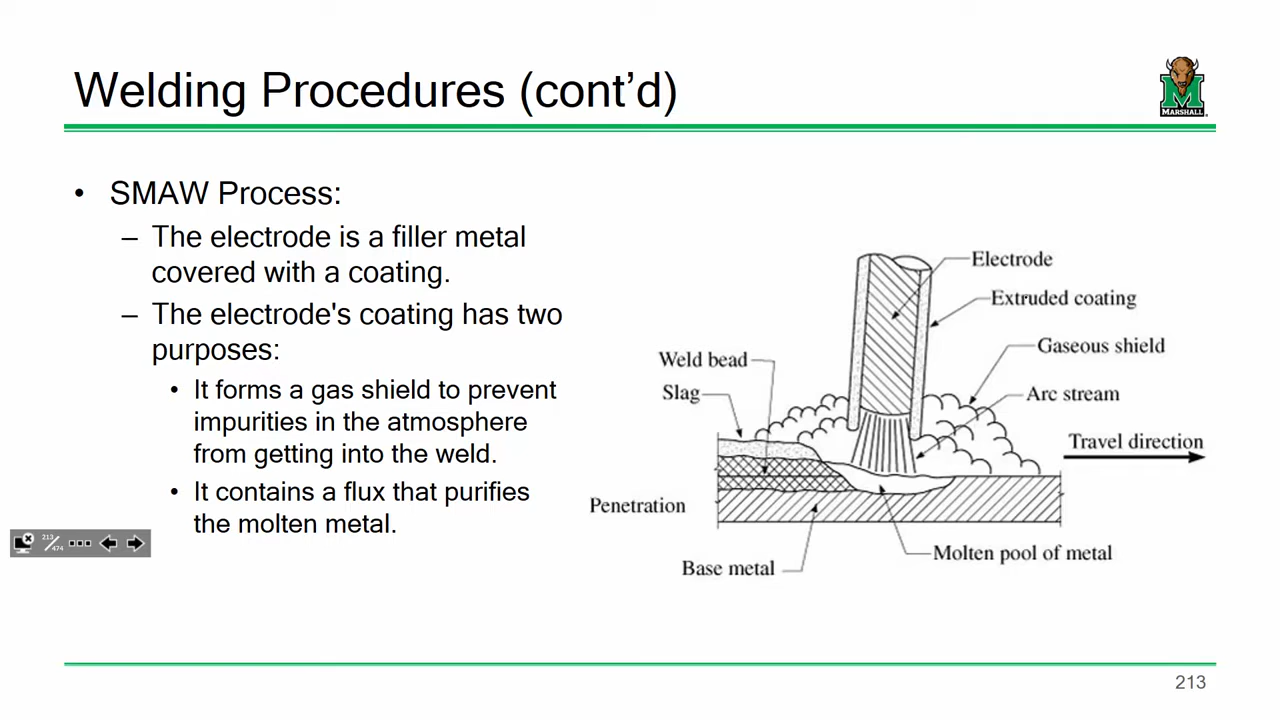 Welding Procedures (cont’d)
MARSHALL
• SMAW Process:
– The electrode is a filler metal
covered with a coating.
– The electrode's coating has two
purposes:
• It forms a gas shield to prevent
impurities in the atmosphere
from getting into the weld.
• It contains a flux that purifies
the molten metal.
213/474
Electrode
Extruded coating
Gaseous shield
Weld bead
Slag
Arc stream
Travel direction
Penetration
Molten pool of metal
Base metal
213